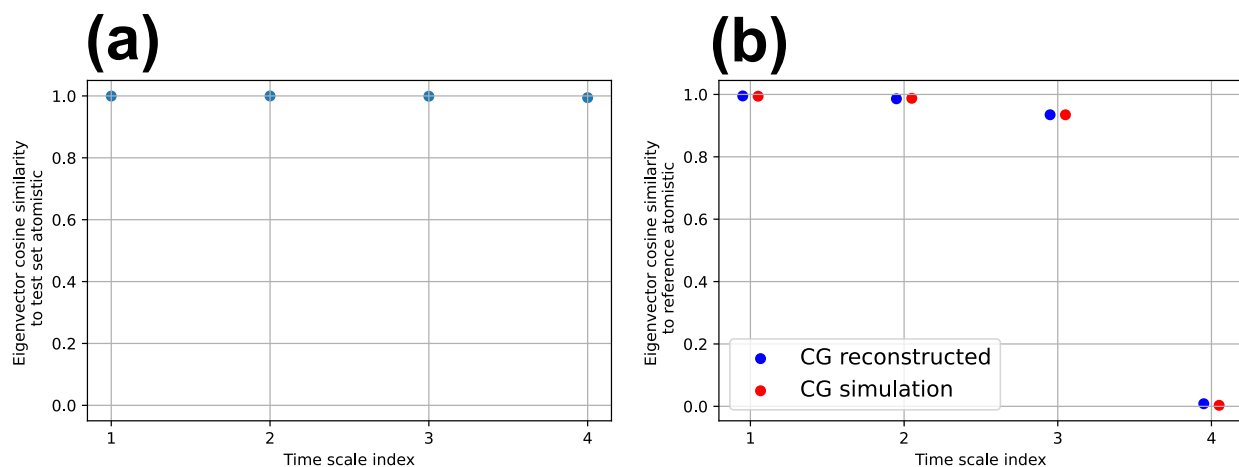 (a)
Eigenvector cosine similarity
to test set atomistic
1.0
0.8
0.6
0.4
0.2
0.0
1 2 3 4
Time scale index
(b)
Eigenvector cosine similarity
to reference atomistic
1.0
0.8
0.6
0.4
0.2
0.0
CG reconstructed
CG simulation
1 2 3 4
Time scale index